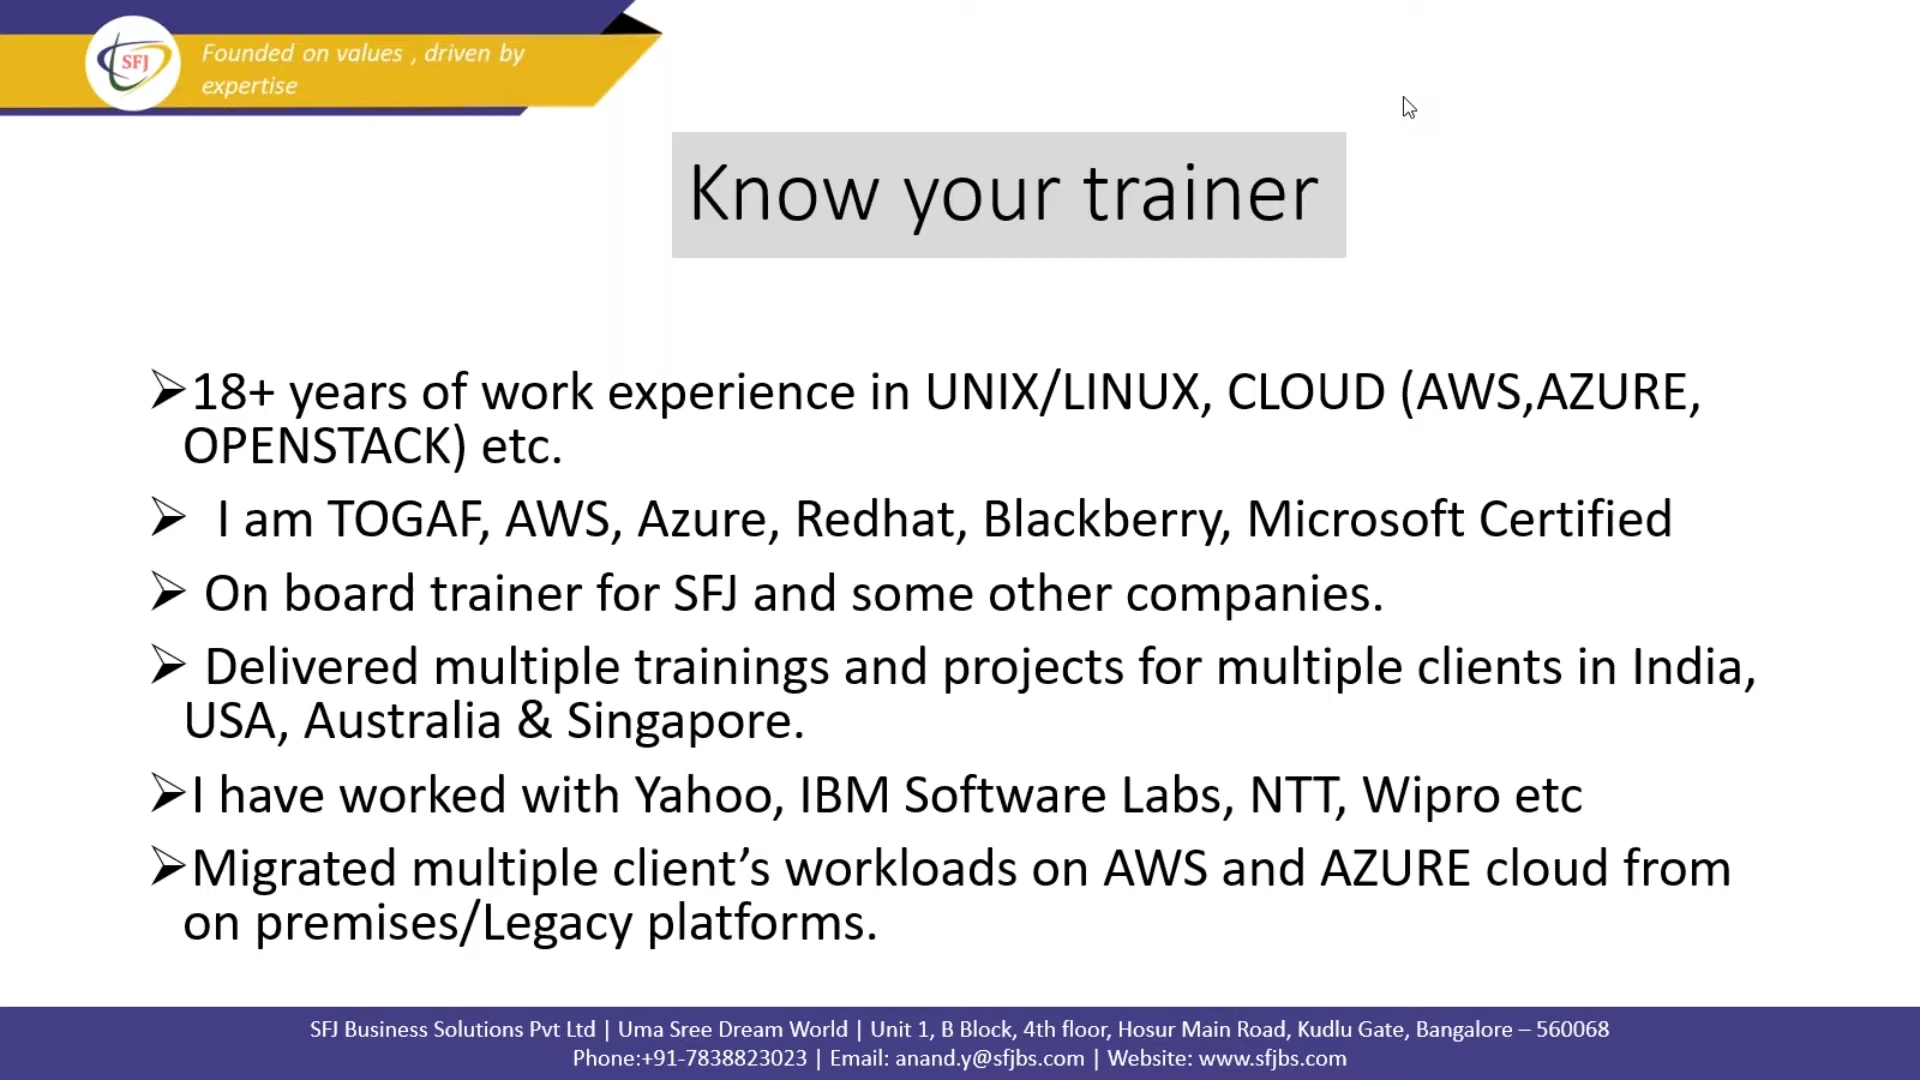 SFJ
Founded on values , driven by
expertise
Know your trainer
➢18+ years of work experience in UNIX/LINUX, CLOUD (AWS,AZURE,
OPENSTACK) etc.
➢ I am TOGAF, AWS, Azure, Redhat, Blackberry, Microsoft Certified
➢ On board trainer for SFJ and some other companies.
➢ Delivered multiple trainings and projects for multiple clients in India,
USA, Australia & Singapore.
➢I have worked with Yahoo, IBM Software Labs, NTT, Wipro etc
➢Migrated multiple client’s workloads on AWS and AZURE cloud from
on premises/Legacy platforms.
SFJ Business Solutions Pvt Ltd | Uma Sree Dream World | Unit 1, B Block, 4th floor, Hosur Main Road, Kudlu Gate, Bangalore – 560068
Phone:+91-7838823023 | Email: anand.y@sfjbs.com | Website: www.sfjbs.com